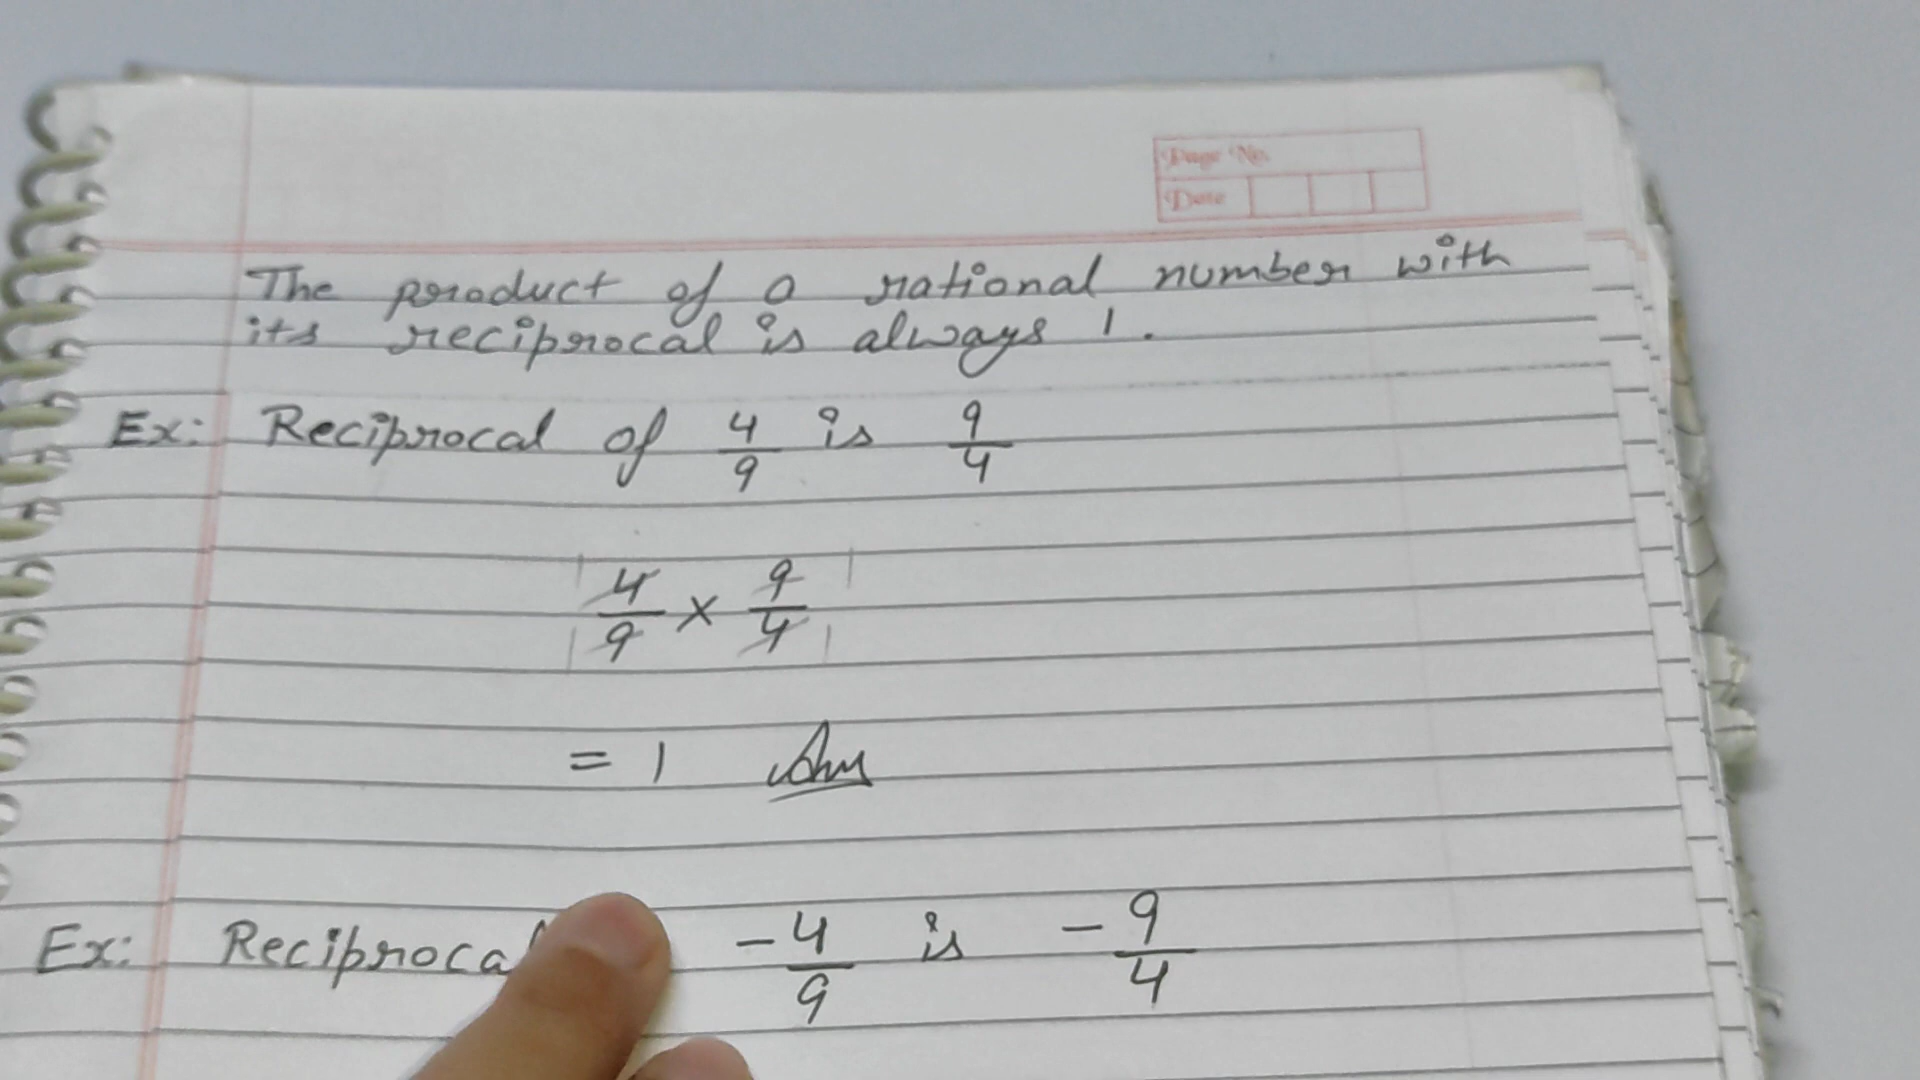 Page No.
Date
The product of a rational number with
its reciprocal is always 1.
Ex: Reciprocal of 4/9 is 9/4
4/9 × 9/4
= 1 Ans
Ex: Reciprocal -4/9 is -9/4